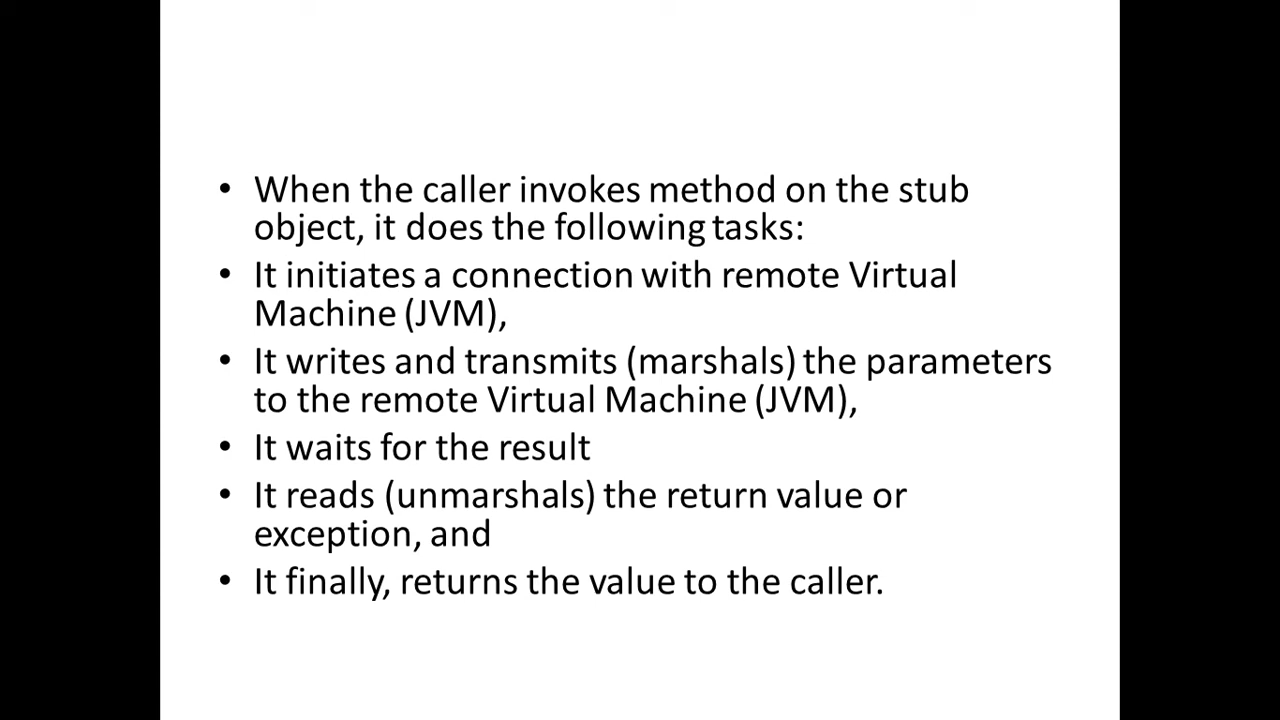 • When the caller invokes method on the stub
object, it does the following tasks:
• It initiates a connection with remote Virtual
Machine (JVM),
• It writes and transmits (marshals) the parameters
to the remote Virtual Machine (JVM),
• It waits for the result
• It reads (unmarshals) the return value or
exception, and
• It finally, returns the value to the caller.